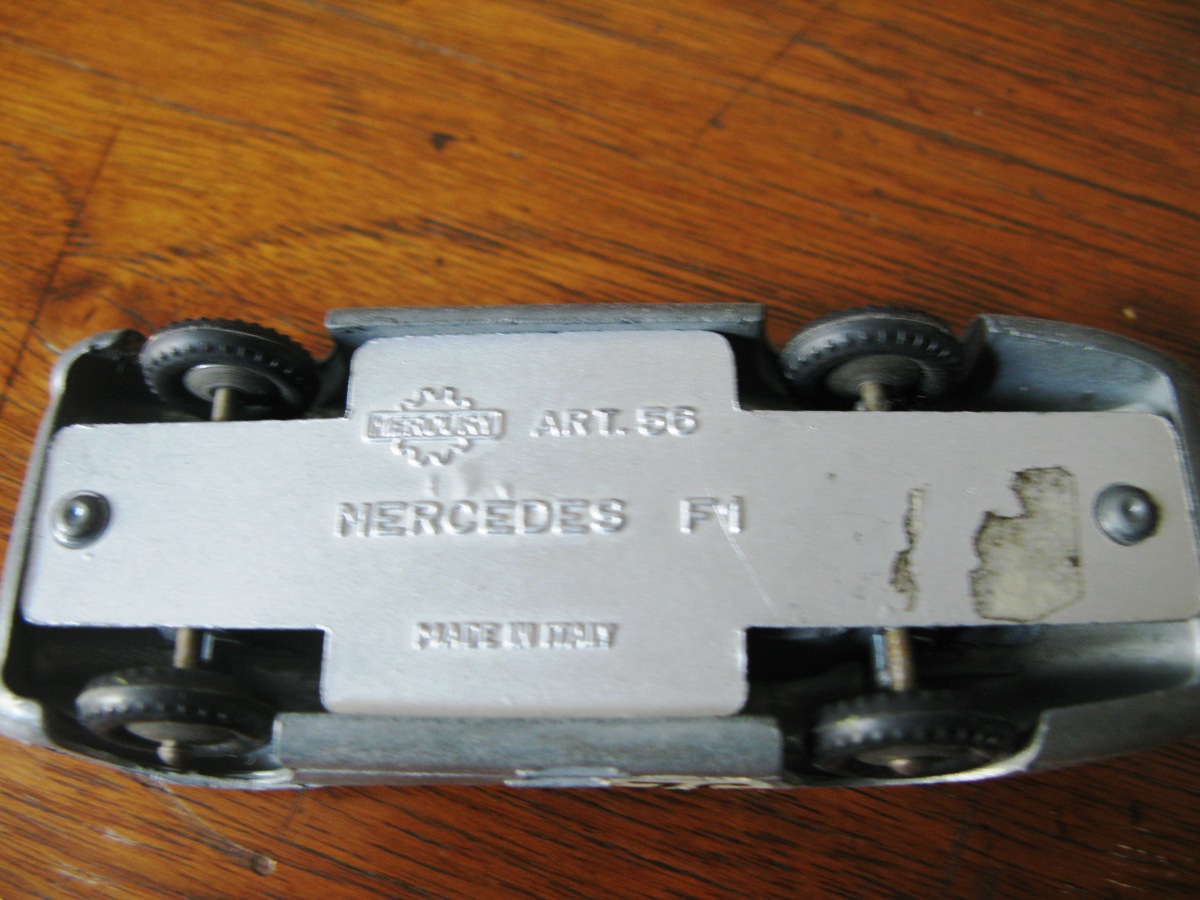 MERCURY ART. 56
MERCEDES F1
MADE IN ITALY